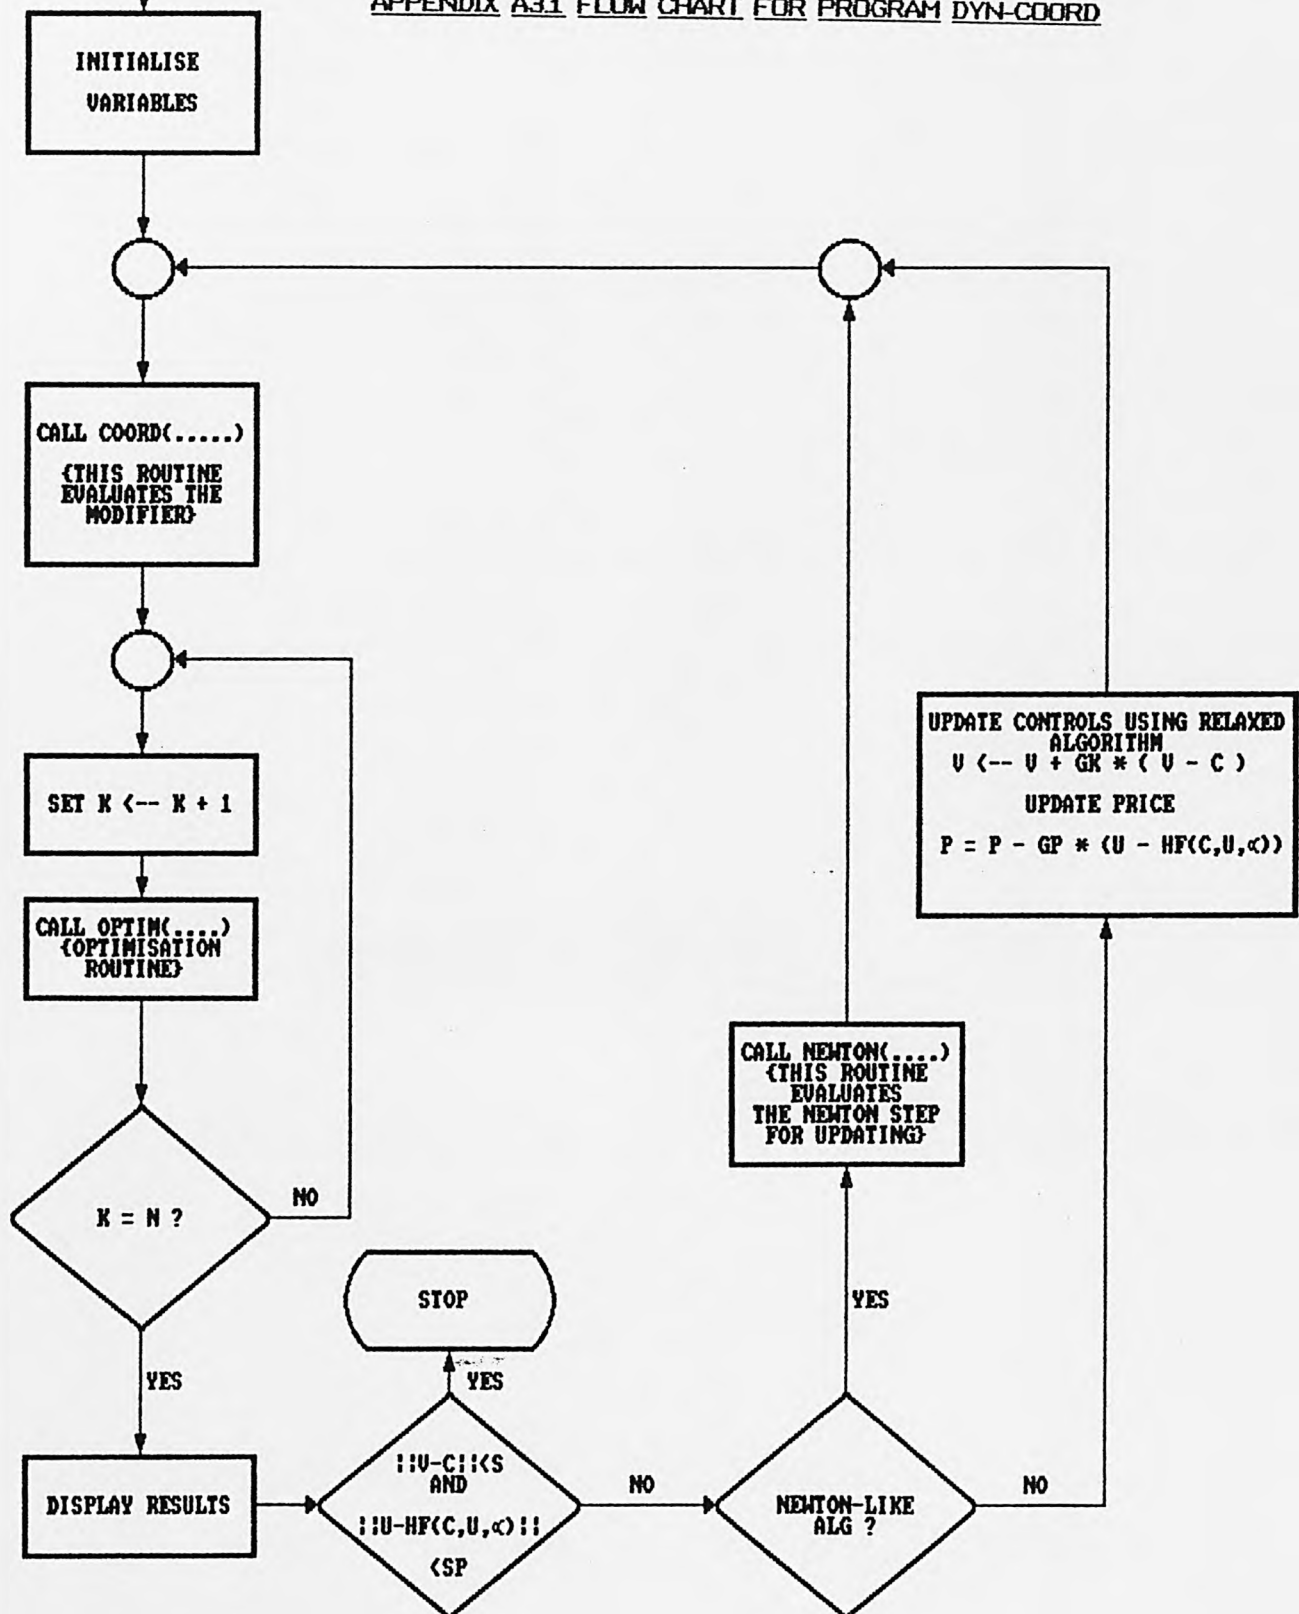 APPENDIX A3.1 FLOW CHART FOR PROGRAM DYN-COORD
INITIALISE
VARIABLES
CALL COORD(.....)
{THIS ROUTINE
EVALUATES THE
MODIFIER}
SET K <-- K + 1
CALL OPTIM(....)
{OPTIMISATION
ROUTINE}
K = N ?
NO
YES
DISPLAY RESULTS
STOP
YES
||V-C||<S
AND
||U-HF(C,U,∝)||
<SP
NO
NEWTON-LIKE
ALG ?
YES
NO
CALL NEWTON(....)
{THIS ROUTINE
EVALUATES
THE NEWTON STEP
FOR UPDATING}
UPDATE CONTROLS USING RELAXED
ALGORITHM
V <-- V + GK * ( V - C )
UPDATE PRICE
P = P - GP * (U - HF(C,U,∝))